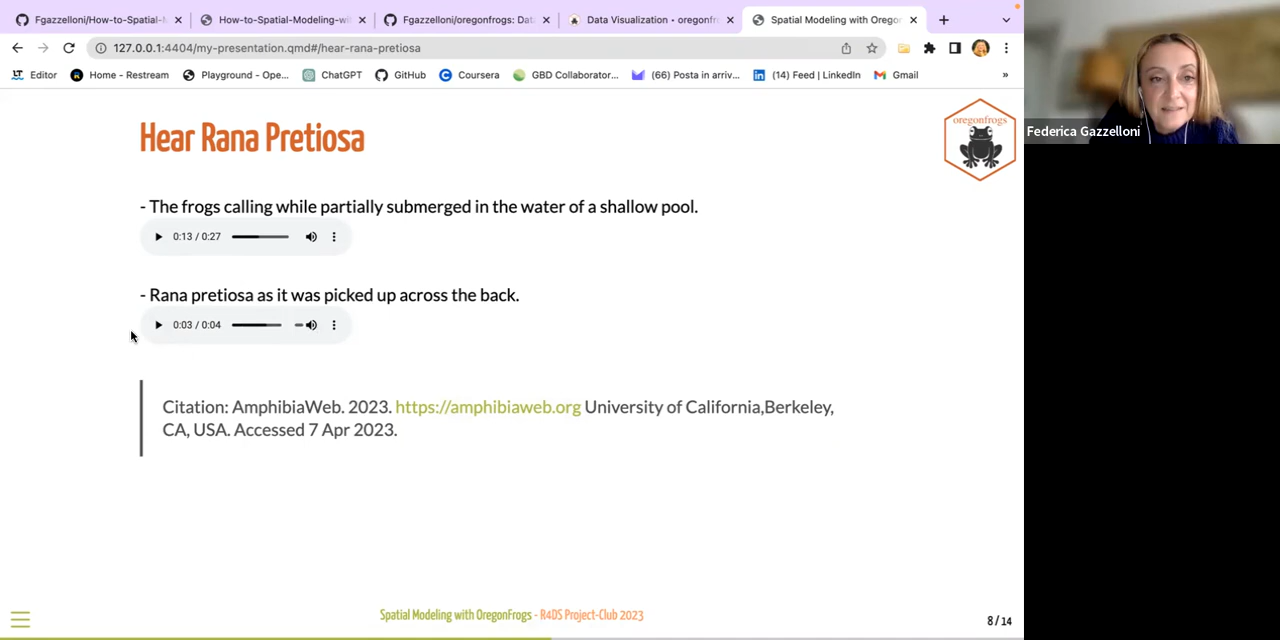 Fgazzelloni/How-to-Spatial-M
How-to-Spatial-Modeling-wi
Fgazzelloni/oregonfrogs: Dat
Data Visualization • oregonfr
Spatial Modeling with Orego
127.0.0.1:4404/my-presentation.qmd#/hear-rana-pretiosa
Editor
Home - Restream
Playground - Ope...
ChatGPT
GitHub
Coursera
GBD Collaborator...
(66) Posta in arriv...
(14) Feed | LinkedIn
Gmail
»
Federica Gazzelloni
Hear Rana Pretiosa
oregonfrogs
- The frogs calling while partially submerged in the water of a shallow pool.
0:13 / 0:27
- Rana pretiosa as it was picked up across the back.
0:03 / 0:04
Citation: AmphibiaWeb. 2023. https://amphibiaweb.org University of California,Berkeley,
CA, USA. Accessed 7 Apr 2023.
Spatial Modeling with OregonFrogs - R4DS Project-Club 2023
8 / 14